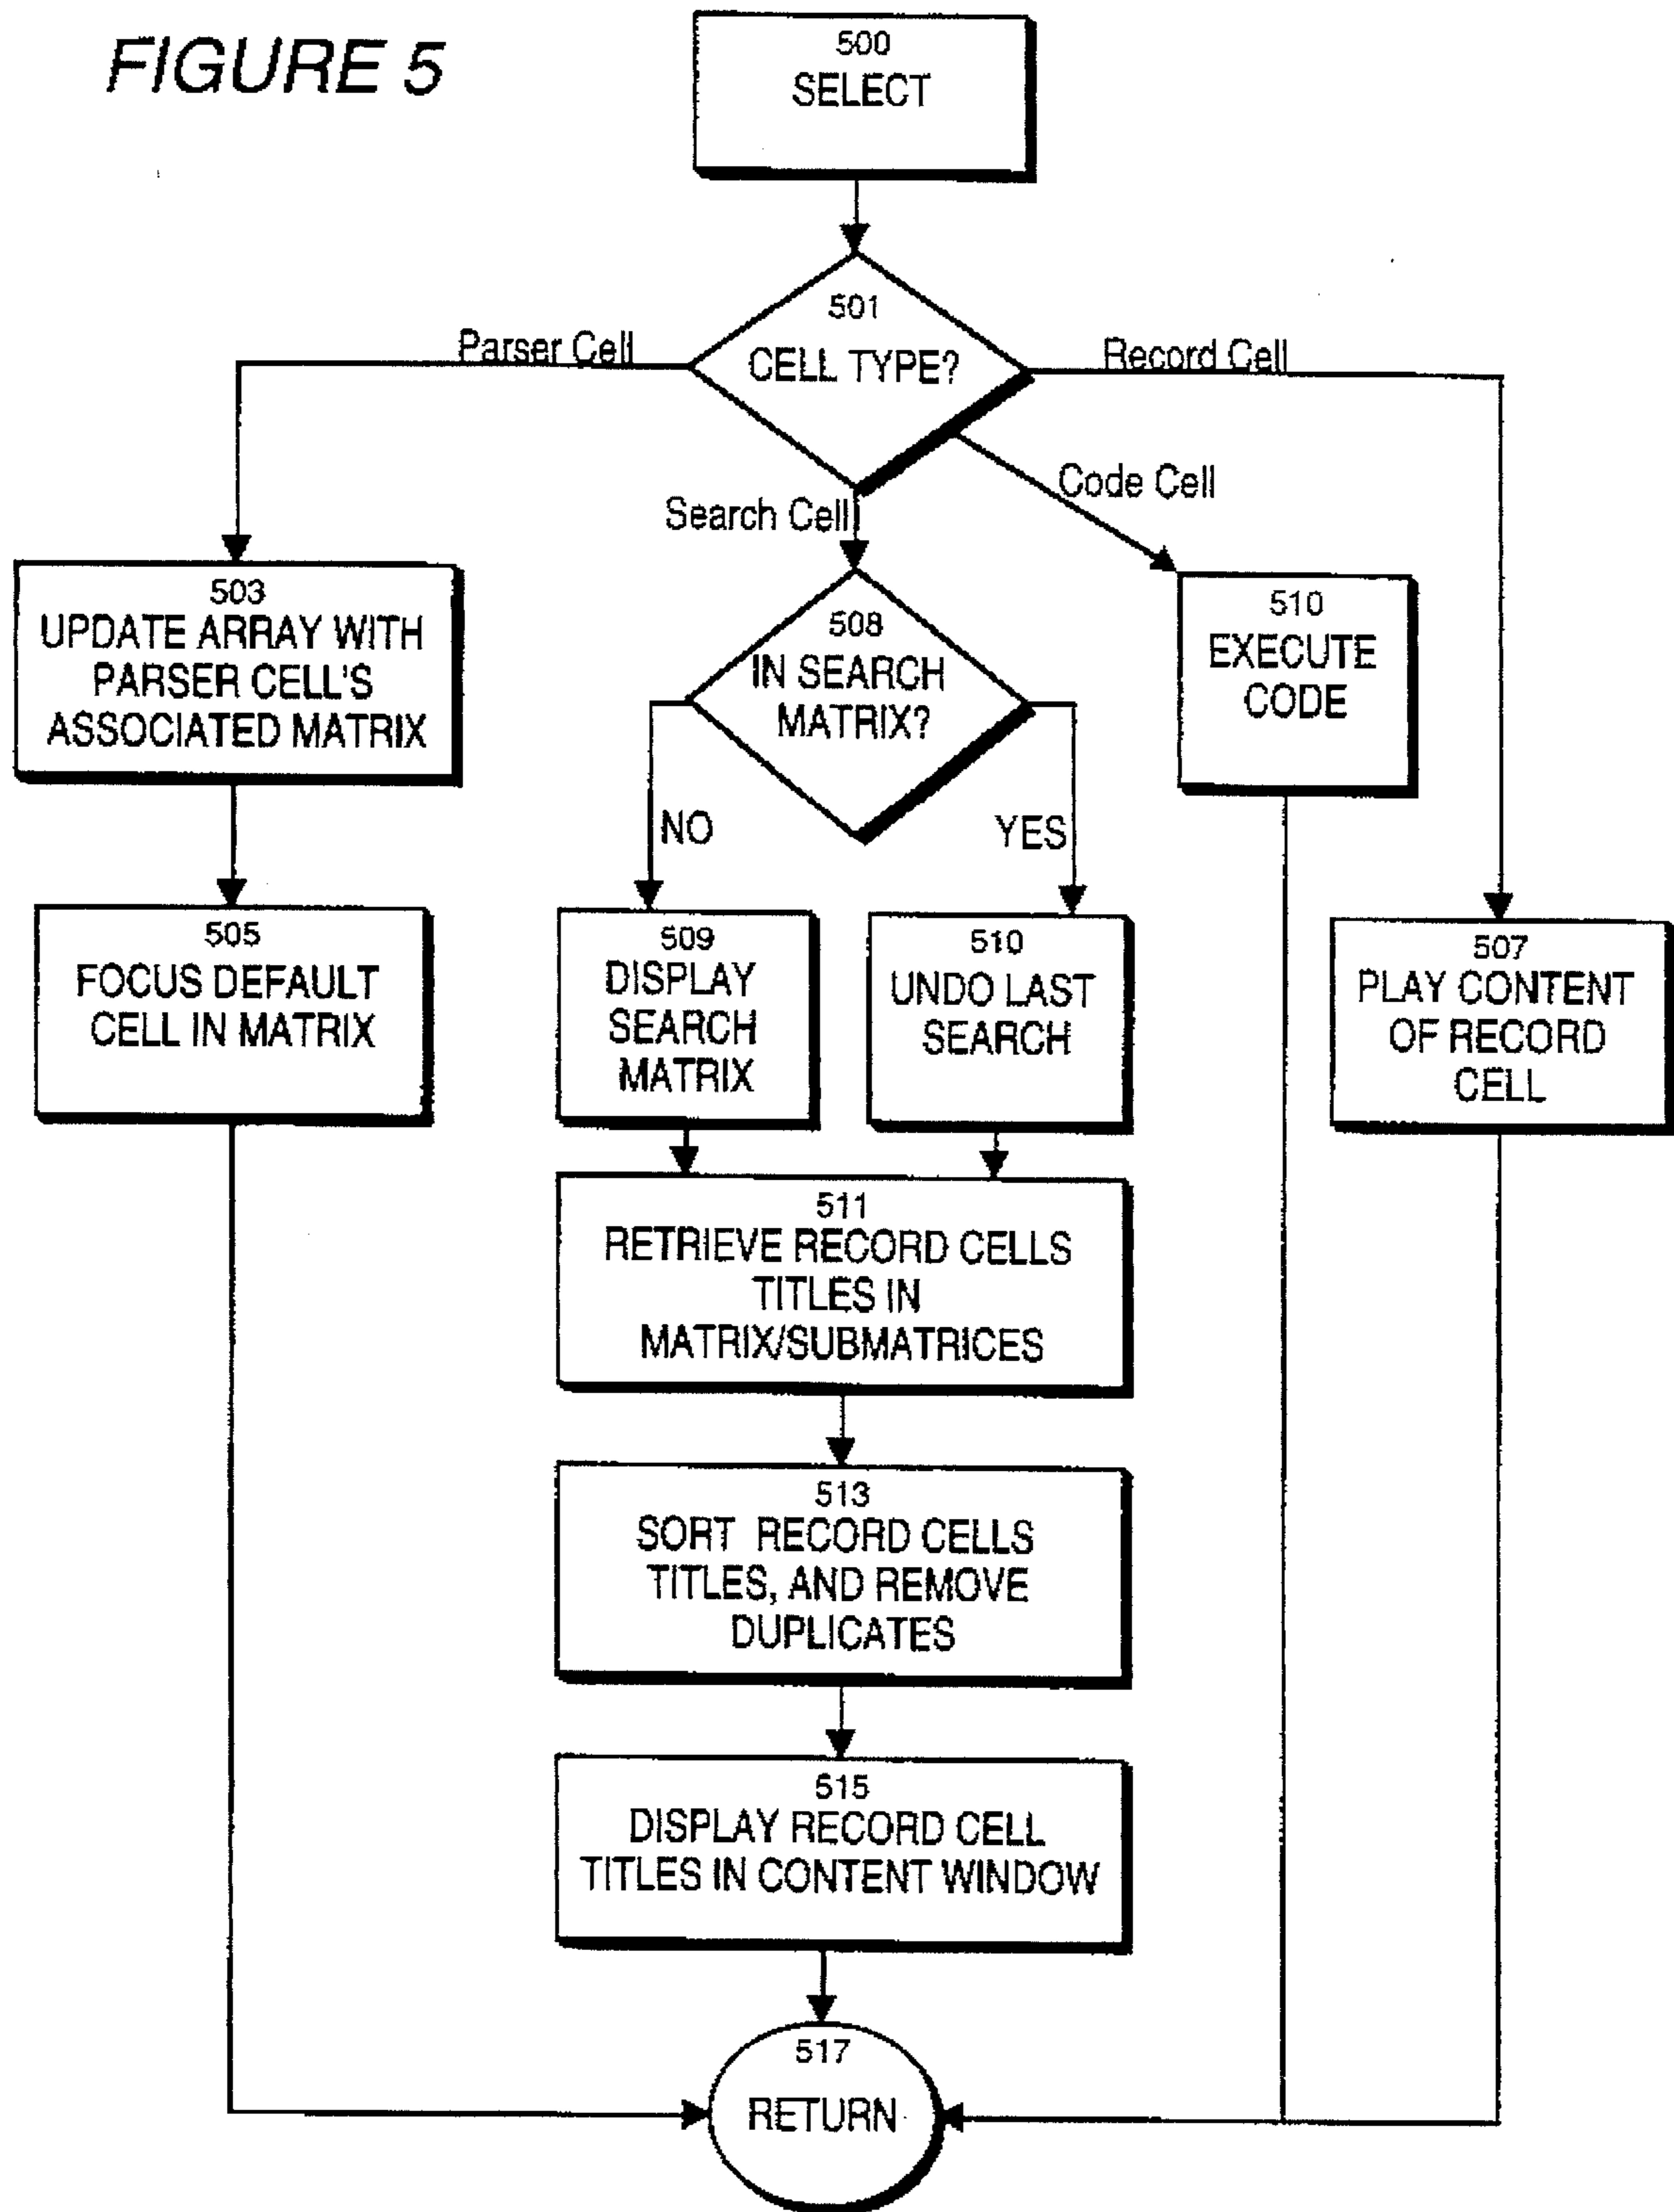 FIGURE 5
500
SELECT
501
CELL TYPE?
Parser Cell
Record Cell
Code Cell
Search Cell
503
UPDATE ARRAY WITH
PARSER CELL'S
ASSOCIATED MATRIX
508
IN SEARCH
MATRIX?
510
EXECUTE
CODE
NO
YES
505
FOCUS DEFAULT
CELL IN MATRIX
509
DISPLAY
SEARCH
MATRIX
510
UNDO LAST
SEARCH
507
PLAY CONTENT
OF RECORD
CELL
511
RETRIEVE RECORD CELLS
TITLES IN
MATRIX/SUBMATRICES
513
SORT RECORD CELLS
TITLES, AND REMOVE
DUPLICATES
515
DISPLAY RECORD CELL
TITLES IN CONTENT WINDOW
517
RETURN